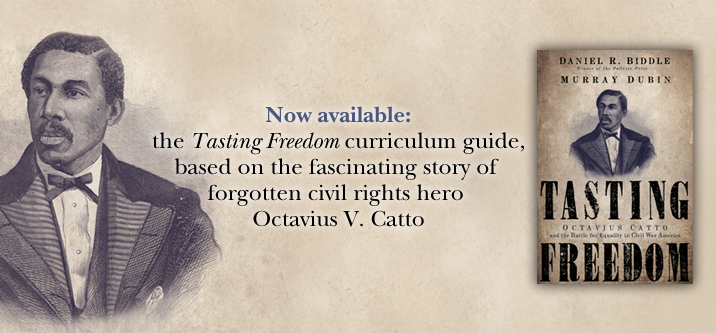 Now available:
the Tasting Freedom curriculum guide,
based on the fascinating story of
forgotten civil rights hero
Octavius V. Catto
DANIEL R. BIDDLE
Winner of the Pulitzer Prize
MURRAY DUBIN
TASTING
OCTAVIUS CATTO
and the Battle for Equality in Civil War America
FREEDOM